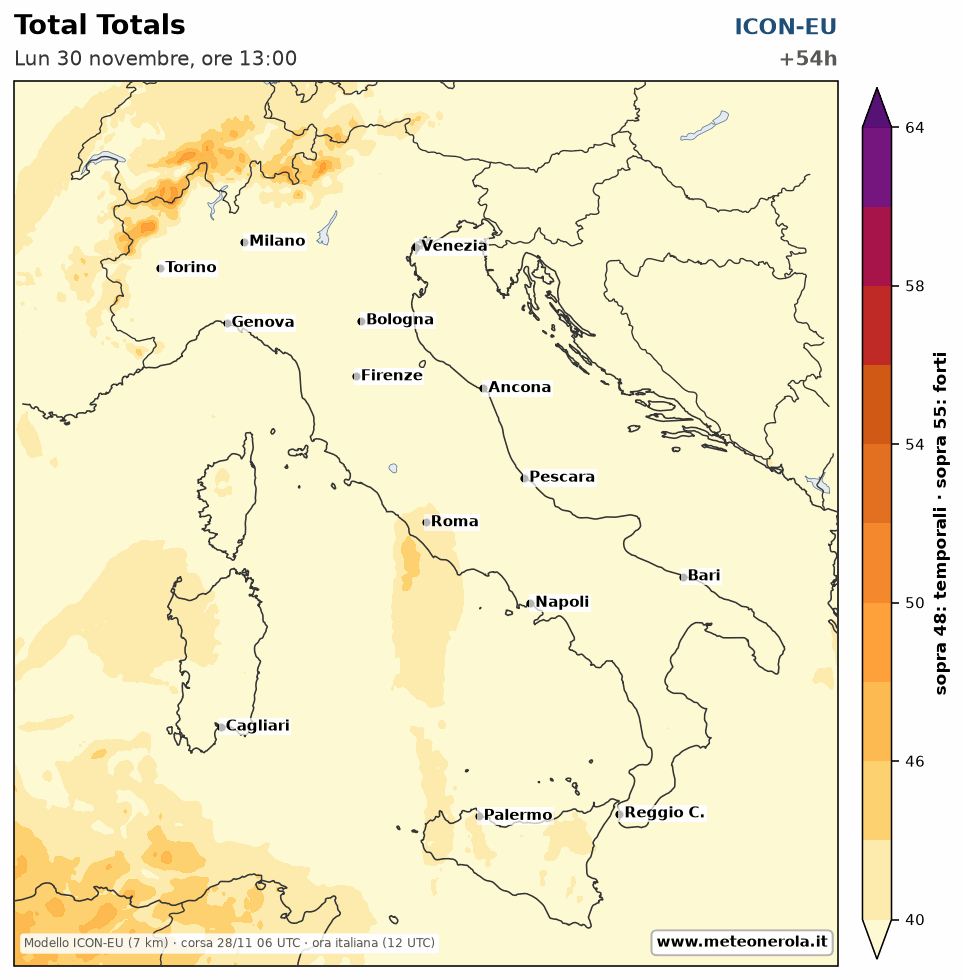 Total Totals
ICON-EU
Lun 30 novembre, ore 13:00
+54h
64
58
54
50
46
40
sopra 48: temporali · sopra 55: forti
Milano
Venezia
Torino
Genova
Bologna
Firenze
Ancona
Pescara
Roma
Bari
Napoli
Cagliari
Palermo
Reggio C.
Modello ICON-EU (7 km) · corsa 28/11 06 UTC · ora italiana (12 UTC)
www.meteonerola.it